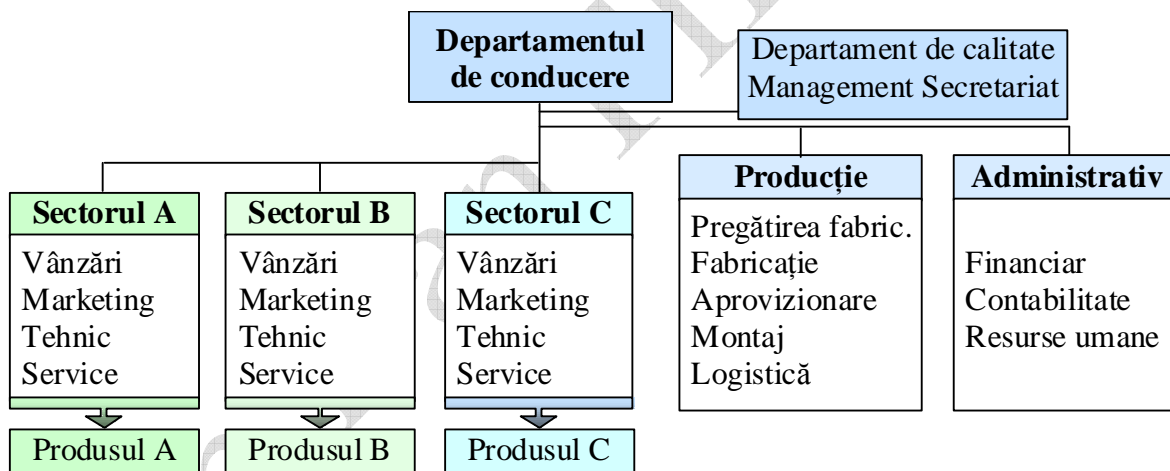 Departamentul
de conducere
Departament de calitate
Management Secretariat
Sectorul A
Vânzări
Marketing
Tehnic
Service
Produsul A
Sectorul B
Vânzări
Marketing
Tehnic
Service
Produsul B
Sectorul C
Vânzări
Marketing
Tehnic
Service
Produsul C
Producție
Pregătirea fabric.
Fabricație
Aprovizionare
Montaj
Logistică
Administrativ
Financiar
Contabilitate
Resurse umane